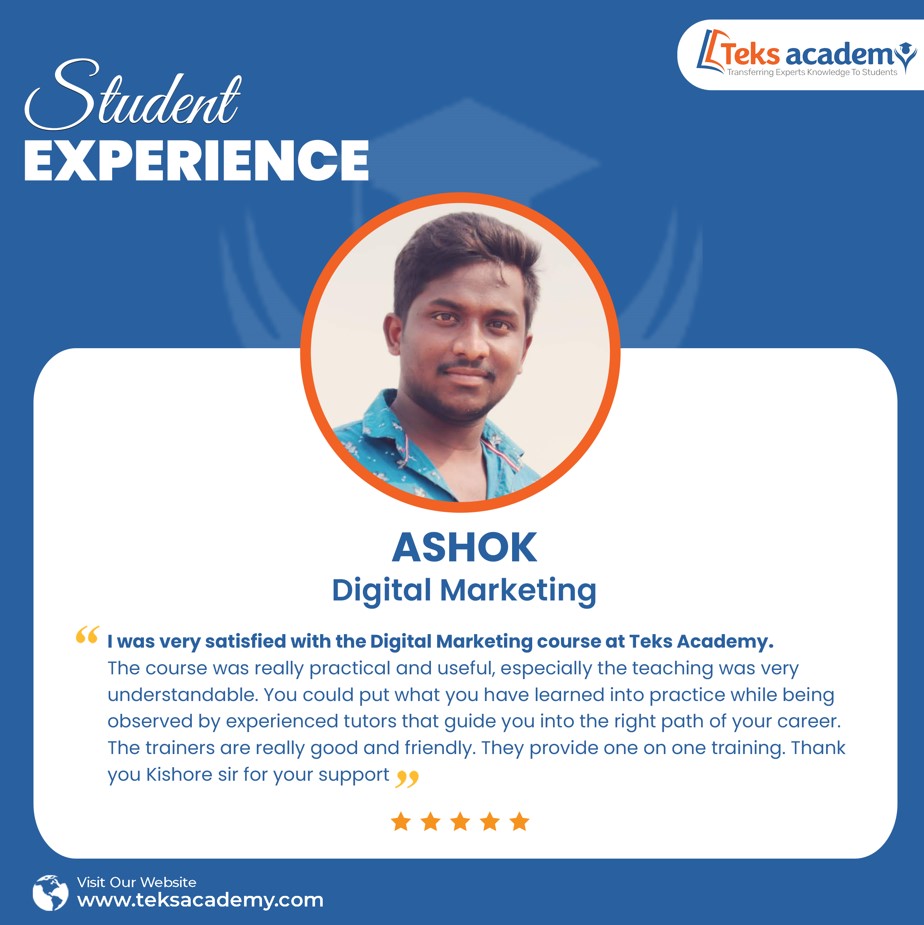 Teks academy
Transferring Experts Knowledge To Students
Student
EXPERIENCE
ASHOK
Digital Marketing
“ I was very satisfied with the Digital Marketing course at Teks Academy.
The course was really practical and useful, especially the teaching was very
understandable. You could put what you have learned into practice while being
observed by experienced tutors that guide you into the right path of your career.
The trainers are really good and friendly. They provide one on one training. Thank
you Kishore sir for your support ”
Visit Our Website
www.teksacademy.com